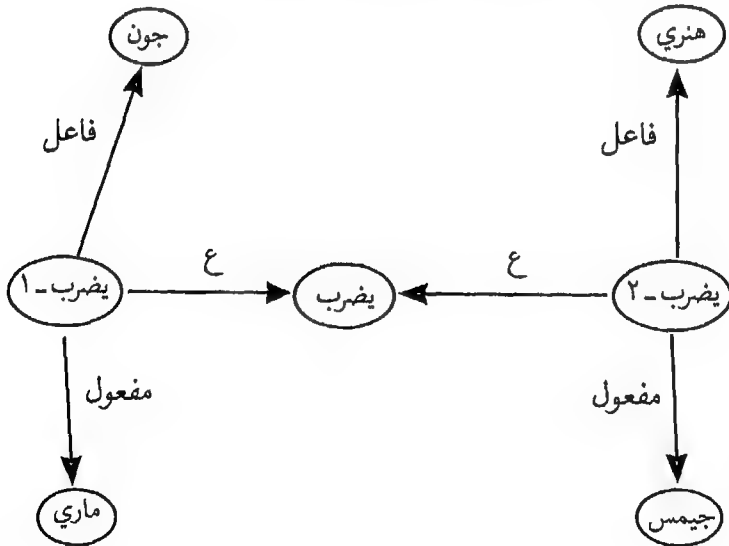 هنري
جون
فاعل
فاعل
ع
ع
يضرب-٢
يضرب
يضرب-١
مفعول
مفعول
جيمس
ماري